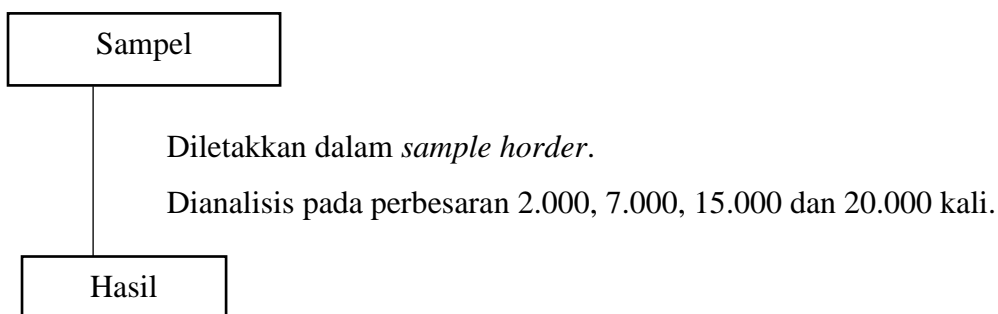 Sampel
Diletakkan dalam sample horder.
Dianalisis pada perbesaran 2.000, 7.000, 15.000 dan 20.000 kali.
Hasil